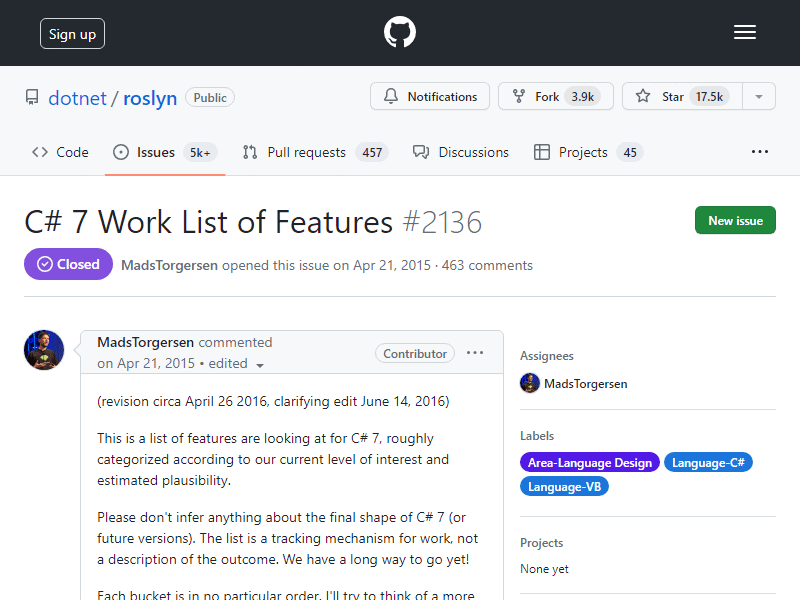 Sign up
dotnet / roslyn Public
Notifications Fork 3.9k Star 17.5k
Code Issues 5k+ Pull requests 457 Discussions Projects 45
C# 7 Work List of Features #2136
New issue
Closed MadsTorgersen opened this issue on Apr 21, 2015 · 463 comments
MadsTorgersen commented
on Apr 21, 2015 • edited
Contributor
(revision circa April 26 2016, clarifying edit June 14, 2016)
This is a list of features are looking at for C# 7, roughly
categorized according to our current level of interest and
estimated plausibility.
Please don't infer anything about the final shape of C# 7 (or
future versions). The list is a tracking mechanism for work, not
a description of the outcome. We have a long way to go yet!
Each bucket is in no particular order. I'll try to think of a more
Assignees
MadsTorgersen
Labels
Area-Language Design Language-C#
Language-VB
Projects
None yet